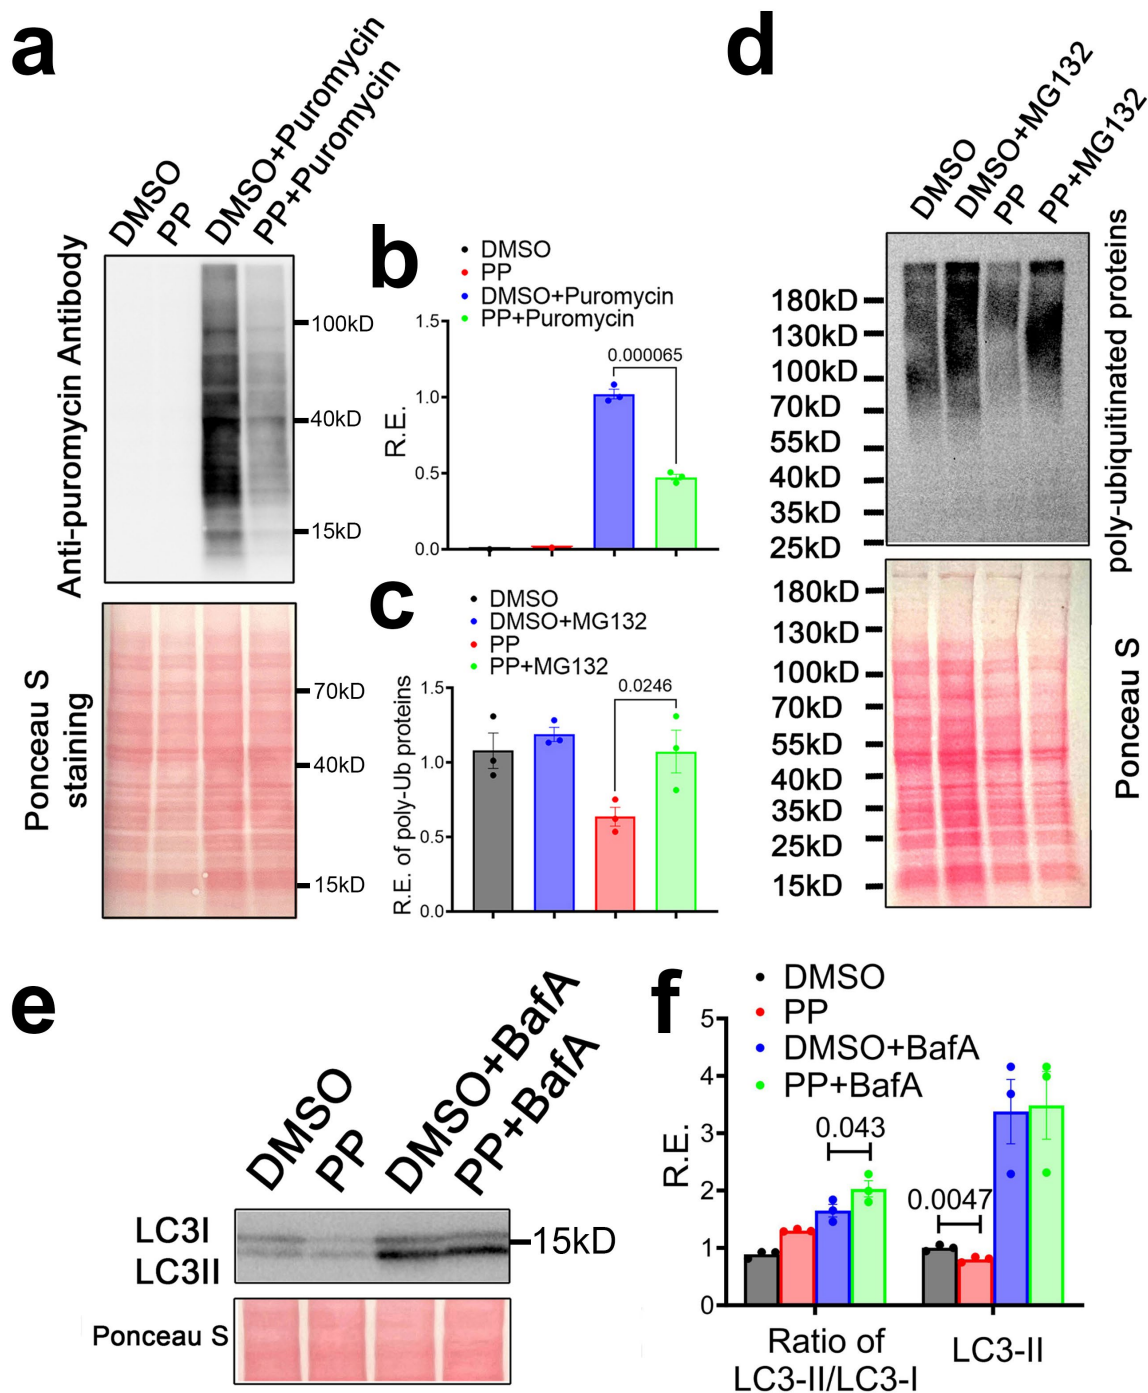 a
DMSO
PP
DMSO+Puromycin
PP+Puromycin
Anti-puromycin Antibody
100kD
40kD
15kD
Ponceau S
staining
70kD
40kD
15kD
b
DMSO
PP
DMSO+Puromycin
PP+Puromycin
R.E.
1.5
1.0
0.5
0.0
0.000065
c
DMSO
DMSO+MG132
PP
PP+MG132
R.E. of poly-Ub proteins
1.5
1.0
0.5
0.0
0.0246
d
DMSO
DMSO+MG132
PP
PP+MG132
180kD
130kD
100kD
70kD
55kD
40kD
35kD
25kD
poly-ubiquitinated proteins
180kD
130kD
100kD
70kD
55kD
40kD
35kD
25kD
15kD
Ponceau S
e
DMSO
PP
DMSO+BafA
PP+BafA
LC3I
LC3II
15kD
Ponceau S
f
DMSO
PP
DMSO+BafA
PP+BafA
R.E.
5
4
3
2
1
0
0.043
0.0047
Ratio of
LC3-II/LC3-I
LC3-II